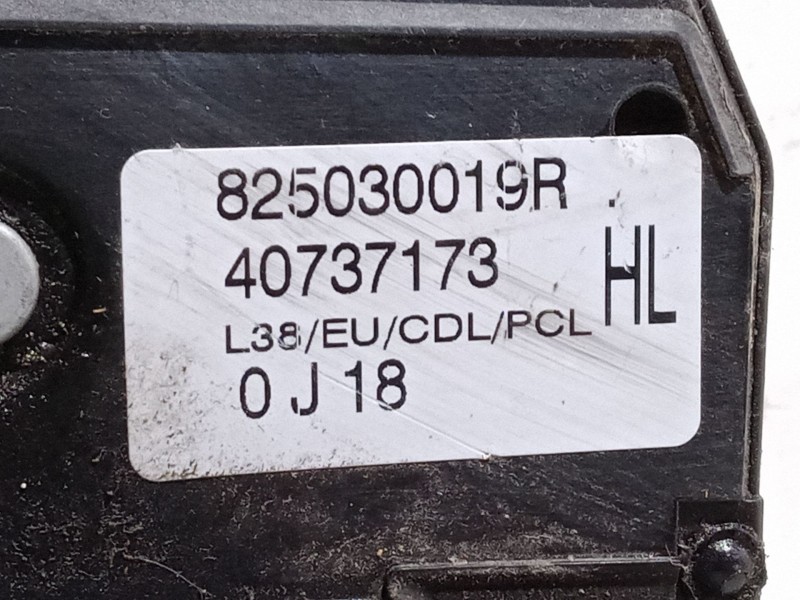 825030019R
40737173
HL
L38/EU/CDL/PCL
0 J 18